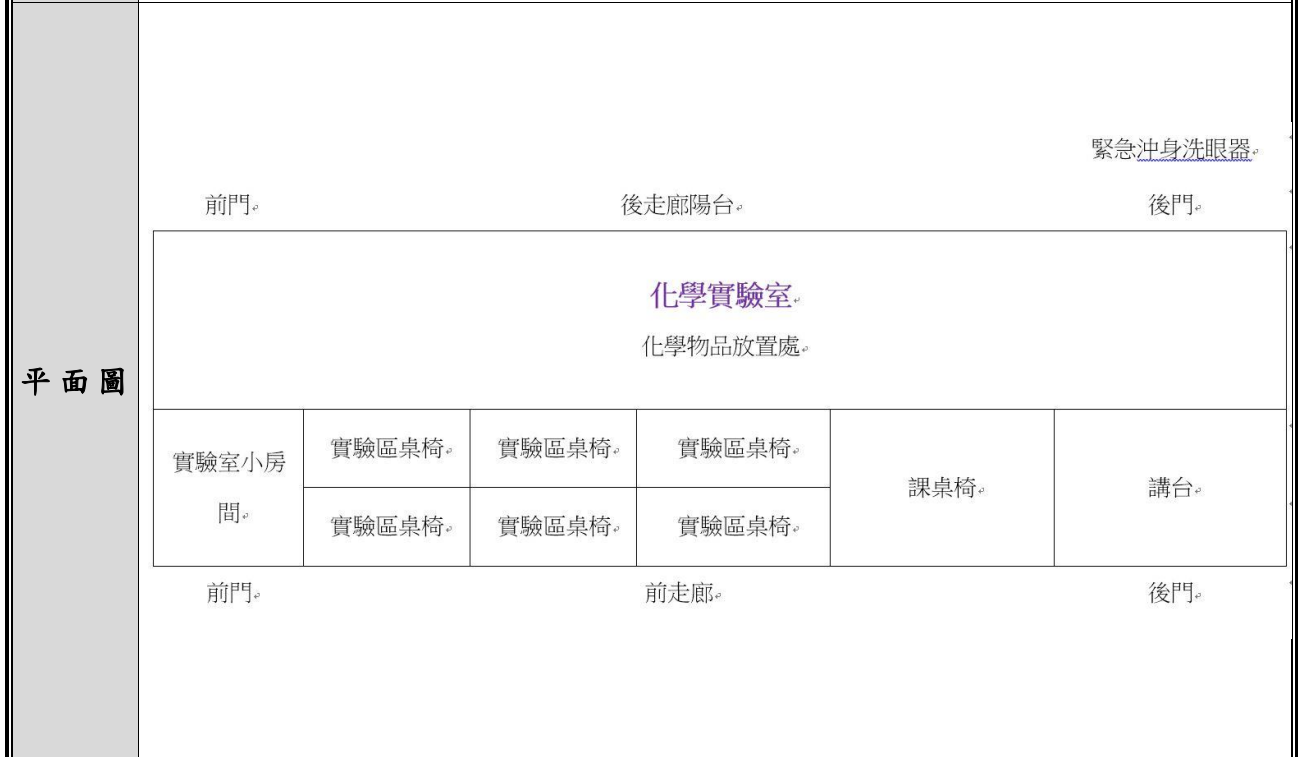 緊急沖身洗眼器
前門 後走廊陽台 後門
化學實驗室
化學物品放置處
平面圖
實驗區桌椅 實驗區桌椅 實驗區桌椅
實驗室小房
間
課桌椅 講台
實驗區桌椅 實驗區桌椅 實驗區桌椅
前門 前走廊 後門